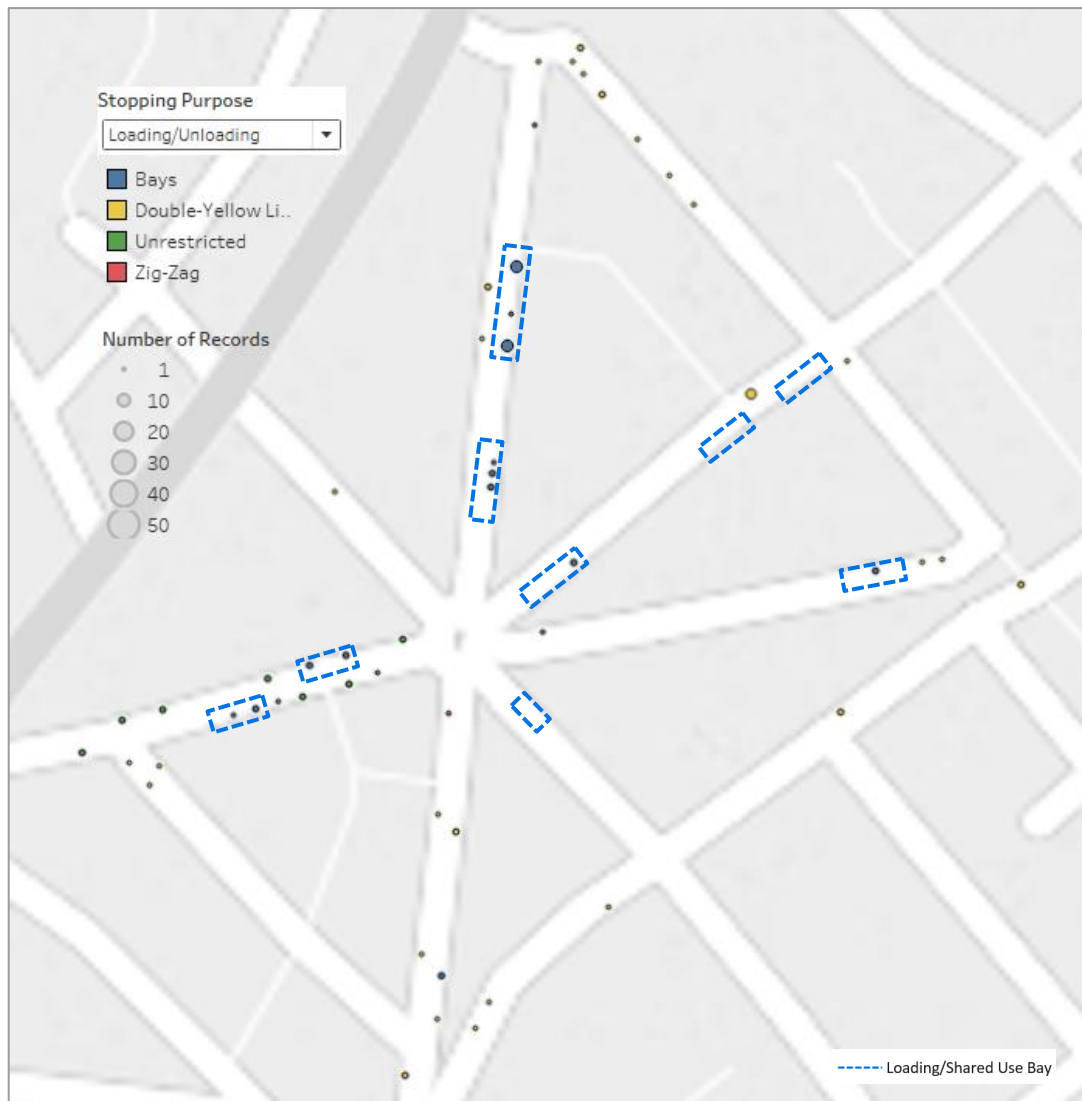 Stopping Purpose
Loading/Unloading
Bays
Double-Yellow Li..
Unrestricted
Zig-Zag
Number of Records
1
10
20
30
40
50
Loading/Shared Use Bay